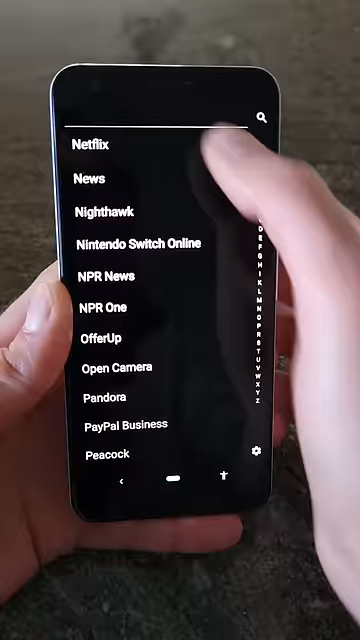 Netflix
News
Nighthawk
Nintendo Switch Online
NPR News
NPR One
OfferUp
Open Camera
Pandora
PayPal Business
Peacock
D
E
F
G
H
I
J
K
L
M
N
O
P
R
S
T
U
V
W
X
Y
Z